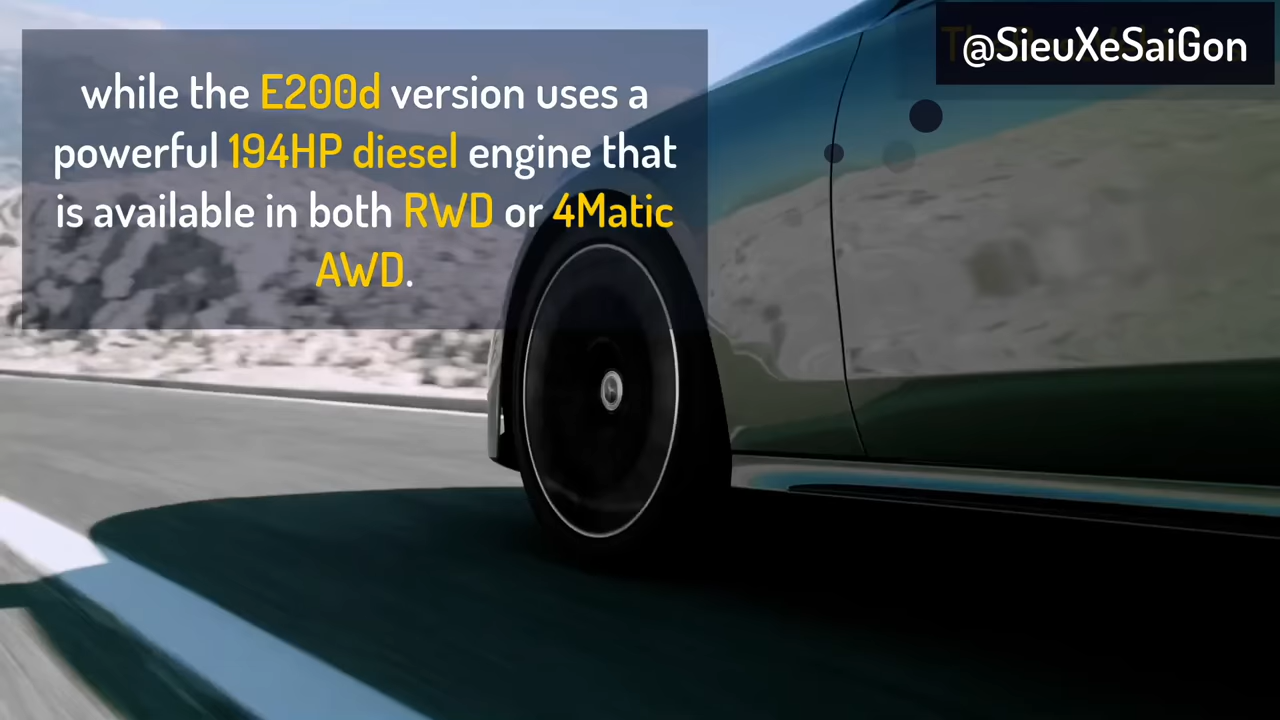 @SieuXeSaiGon
while the E200d version uses a
powerful 194HP diesel engine that
is available in both RWD or 4Matic
AWD.